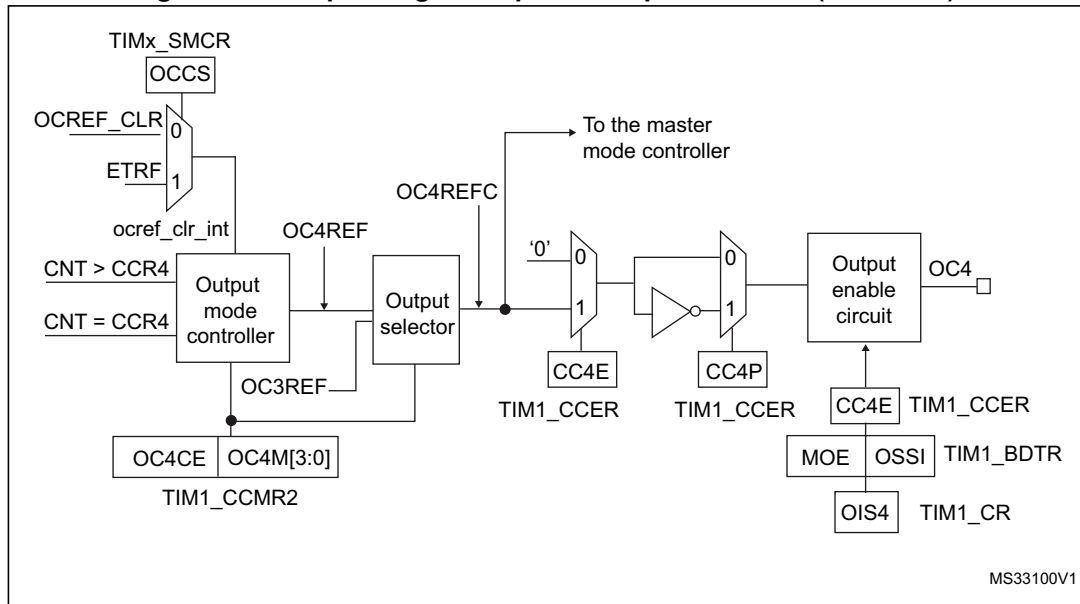 TIMx_SMCR
OCCS
OCREF_CLR
0
ETRF
1
ocref_clr_int
To the master
mode controller
OC4REFC
OC4REF
CNT > CCR4
CNT = CCR4
Output
mode
controller
Output
selector
OC3REF
'0'
0
1
0
1
Output
enable
circuit
OC4
CC4E
TIM1_CCER
CC4P
TIM1_CCER
CC4E
TIM1_CCER
MOE
OSSI
TIM1_BDTR
OIS4
TIM1_CR
OC4CE
OC4M[3:0]
TIM1_CCMR2
MS33100V1